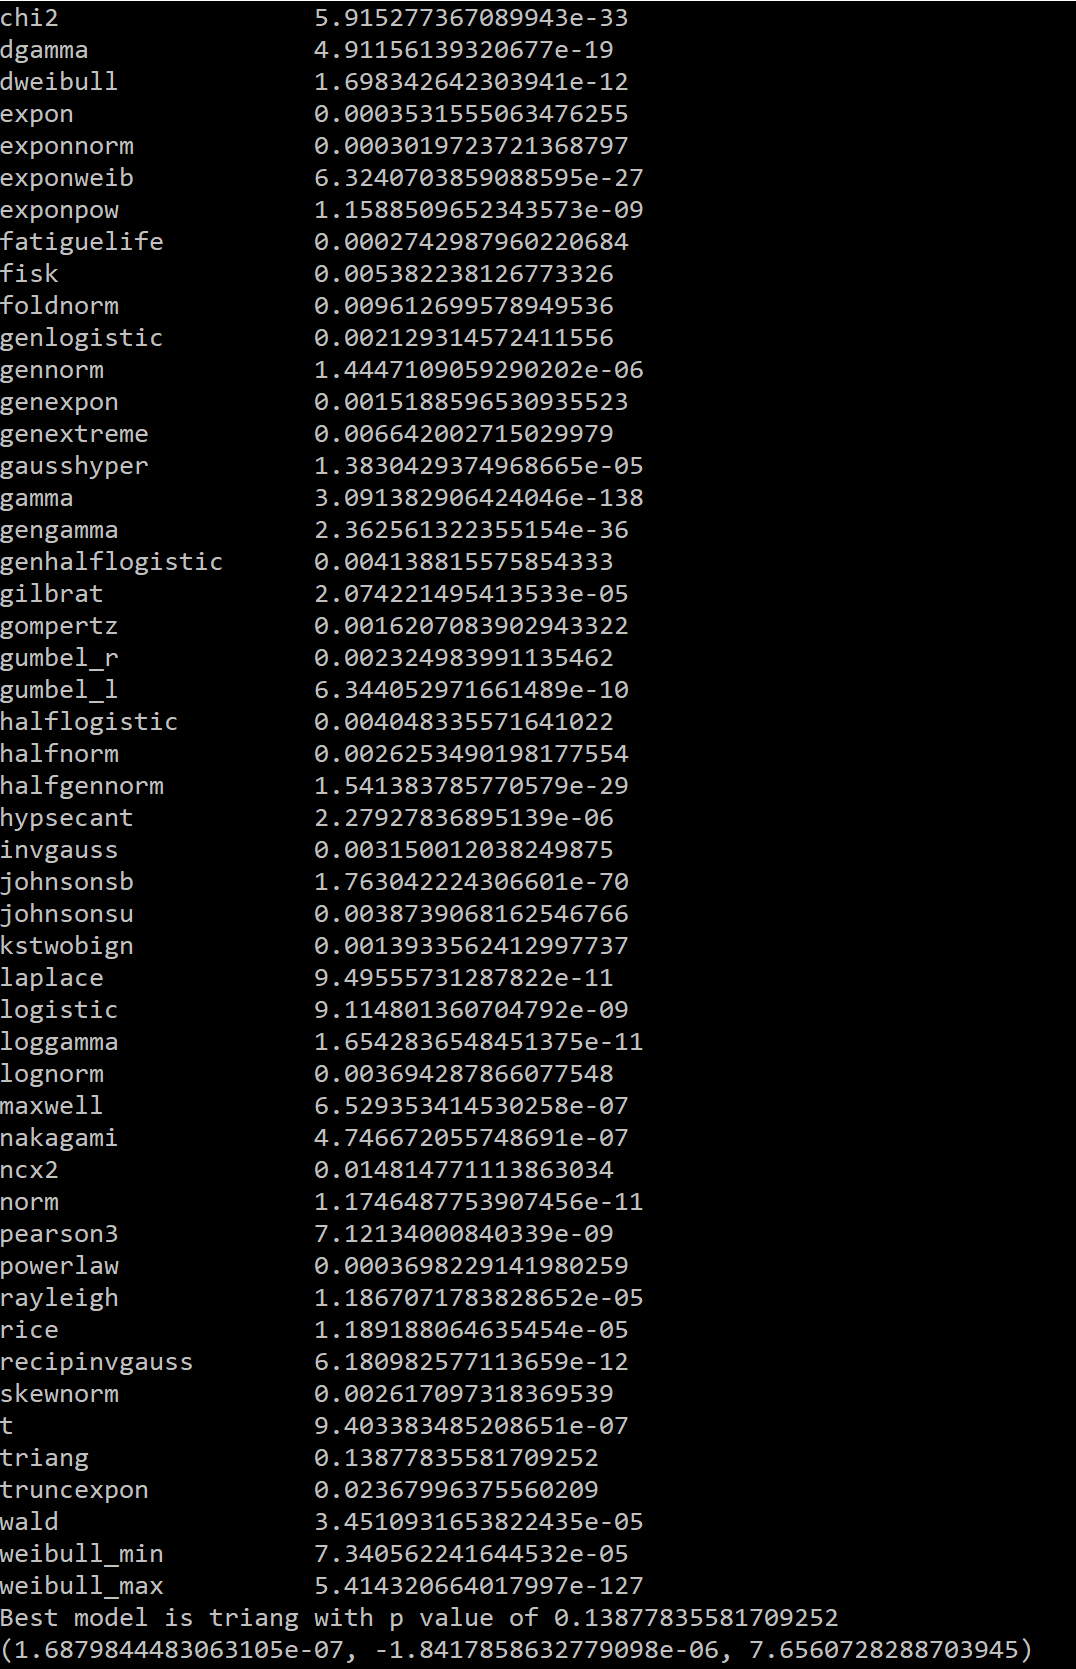 chi2 5.915277367089943e-33
dgamma 4.91156139320677e-19
dweibull 1.698342642303941e-12
expon 0.0003531555063476255
exponnorm 0.0003019723721368797
exponweib 6.3240703859088595e-27
exponpow 1.1588509652343573e-09
fatiguelife 0.0002742987960220684
fisk 0.005382238126773326
foldnorm 0.009612699578949536
genlogistic 0.002129314572411556
gennorm 1.4447109059290202e-06
genexpon 0.0015188596530935523
genextreme 0.006642002715029979
gausshyper 1.3830429374968665e-05
gamma 3.091382906424046e-138
gengamma 2.362561322355154e-36
genhalflogistic 0.004138815575854333
gilbrat 2.074221495413533e-05
gompertz 0.0016207083902943322
gumbel_r 0.002324983991135462
gumbel_l 6.344052971661489e-10
halflogistic 0.004048335571641022
halfnorm 0.0026253490198177554
halfgennorm 1.541383785770579e-29
hypsecant 2.27927836895139e-06
invgauss 0.003150012038249875
johnsonsb 1.763042224306601e-70
johnsonsu 0.0038739068162546766
kstwobign 0.0013933562412997737
laplace 9.49555731287822e-11
logistic 9.114801360704792e-09
loggamma 1.6542836548451375e-11
lognorm 0.003694287866077548
maxwell 6.529353414530258e-07
nakagami 4.746672055748691e-07
ncx2 0.014814771113863034
norm 1.1746487753907456e-11
pearson3 7.12134000840339e-09
powerlaw 0.0003698229141980259
rayleigh 1.1867071783828652e-05
rice 1.189188064635454e-05
recipinvgauss 6.180982577113659e-12
skewnorm 0.002617097318369539
t 9.403383485208651e-07
triang 0.13877835581709252
truncexpon 0.02367996375560209
wald 3.4510931653822435e-05
weibull_min 7.340562241644532e-05
weibull_max 5.414320664017997e-127
Best model is triang with p value of 0.13877835581709252
(1.6879844483063105e-07, -1.8417858632779098e-06, 7.6560728288703945)